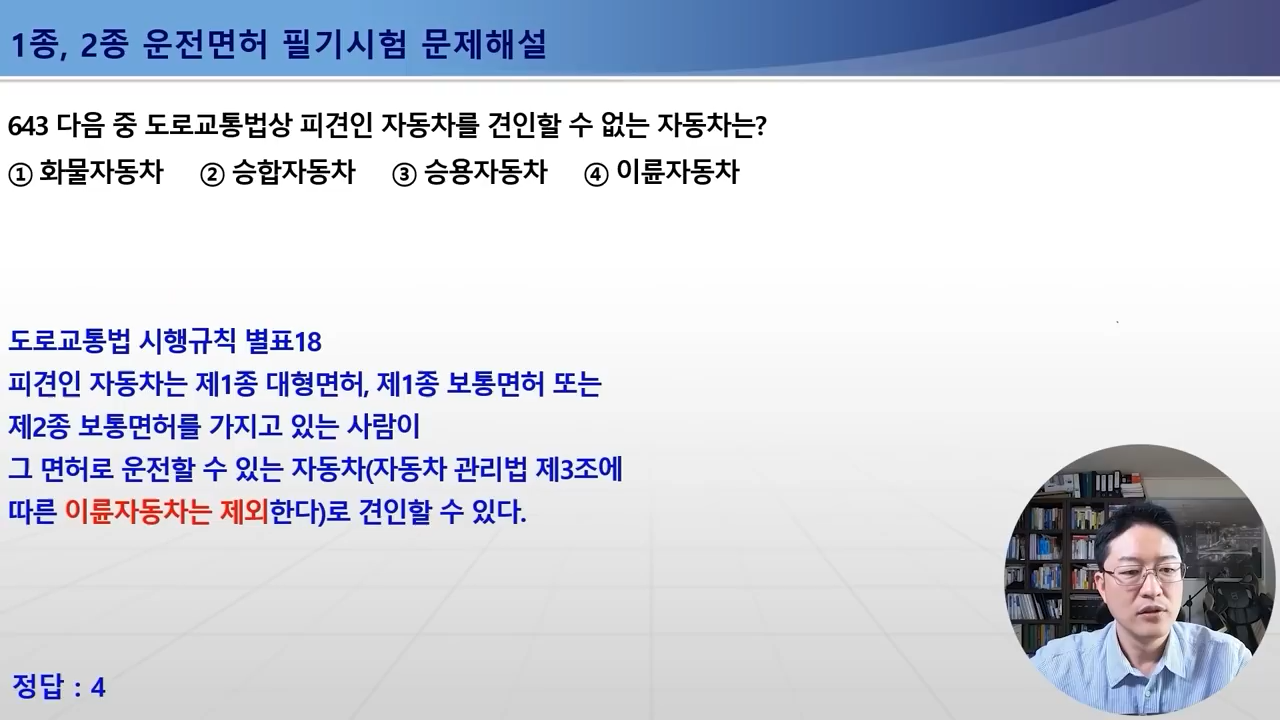 1종, 2종 운전면허 필기시험 문제해설
643 다음 중 도로교통법상 피견인 자동차를 견인할 수 없는 자동차는?
① 화물자동차 ② 승합자동차 ③ 승용자동차 ④ 이륜자동차
도로교통법 시행규칙 별표18
피견인 자동차는 제1종 대형면허, 제1종 보통면허 또는
제2종 보통면허를 가지고 있는 사람이
그 면허로 운전할 수 있는 자동차(자동차 관리법 제3조에
따른 이륜자동차는 제외한다)로 견인할 수 있다.
정답 : 4